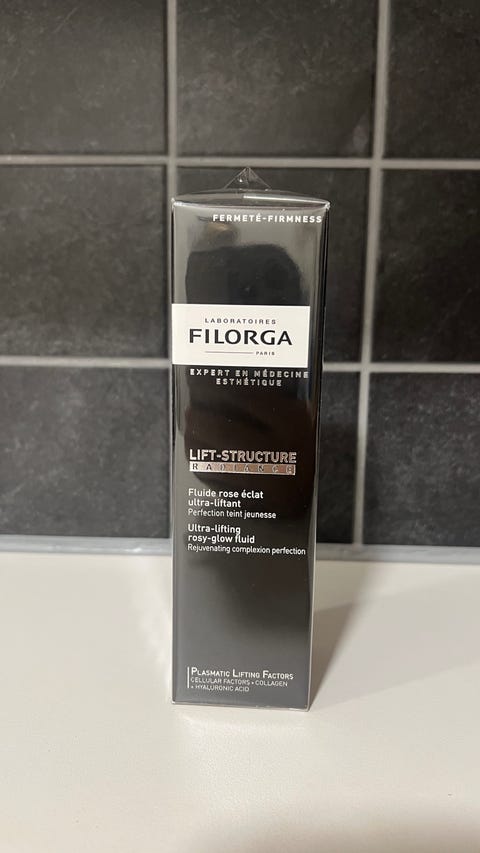 FERMETÉ-FIRMNESS
LABORATOIRES
FILORGA
PARIS
EXPERT EN MÉDECINE
ESTHÉTIQUE
LIFT-STRUCTURE
RADIANCE
Fluide rose éclat
ultra-liftant
Perfection teint jeunesse
Ultra-lifting
rosy-glow fluid
Rejuvenating complexion perfection
PLASMATIC LIFTING FACTORS
CELLULAR FACTORS + COLLAGEN
+ HYALURONIC ACID